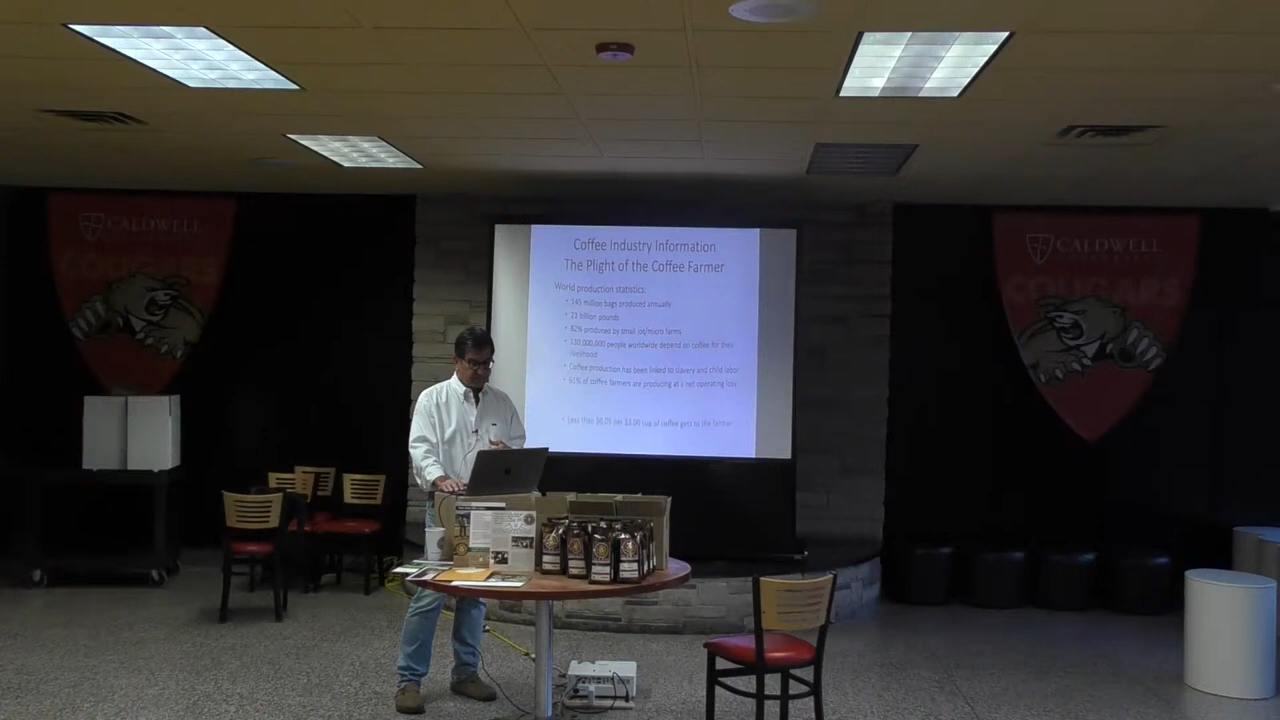 CALDWELL
COUGARS
Coffee Industry Information
The Plight of the Coffee Farmer
World production statistics:
• 145 million bags produced annually
• 21 billion pounds
• 82% produced by small lot/micro farms
• 130,000,000 people worldwide depend on coffee for their
livelihood
• Coffee production has been linked to slavery and child labor
• 61% of coffee farmers are producing at a net operating loss
• Less than $0.05 per $3.00 cup of coffee gets to the farmer
CALDWELL
COUGARS